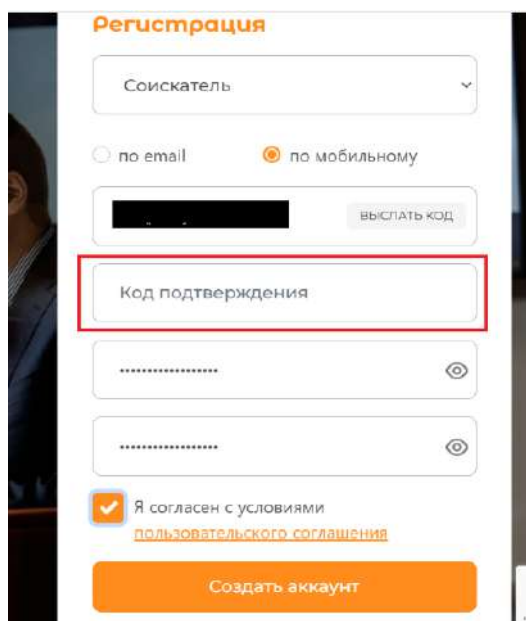 Регистрация
Соискатель
по email
по мобильному
ВЫСЛАТЬ КОД
Код подтверждения
••••••••••••••••••
••••••••••••••••••
Я согласен с условиями
пользовательского соглашения
Создать аккаунт